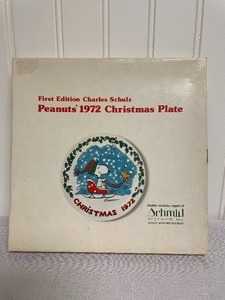 First Edition Charles Schulz
Peanuts® 1972 Christmas Plate
CHRISTMAS 1972
Schmid